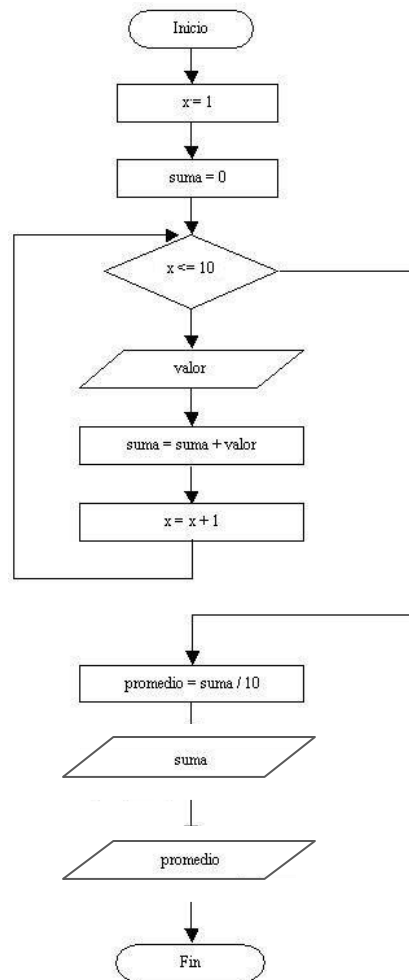 Inicio
x = 1
suma = 0
x <= 10
valor
suma = suma + valor
x = x + 1
promedio = suma / 10
suma
promedio
Fin